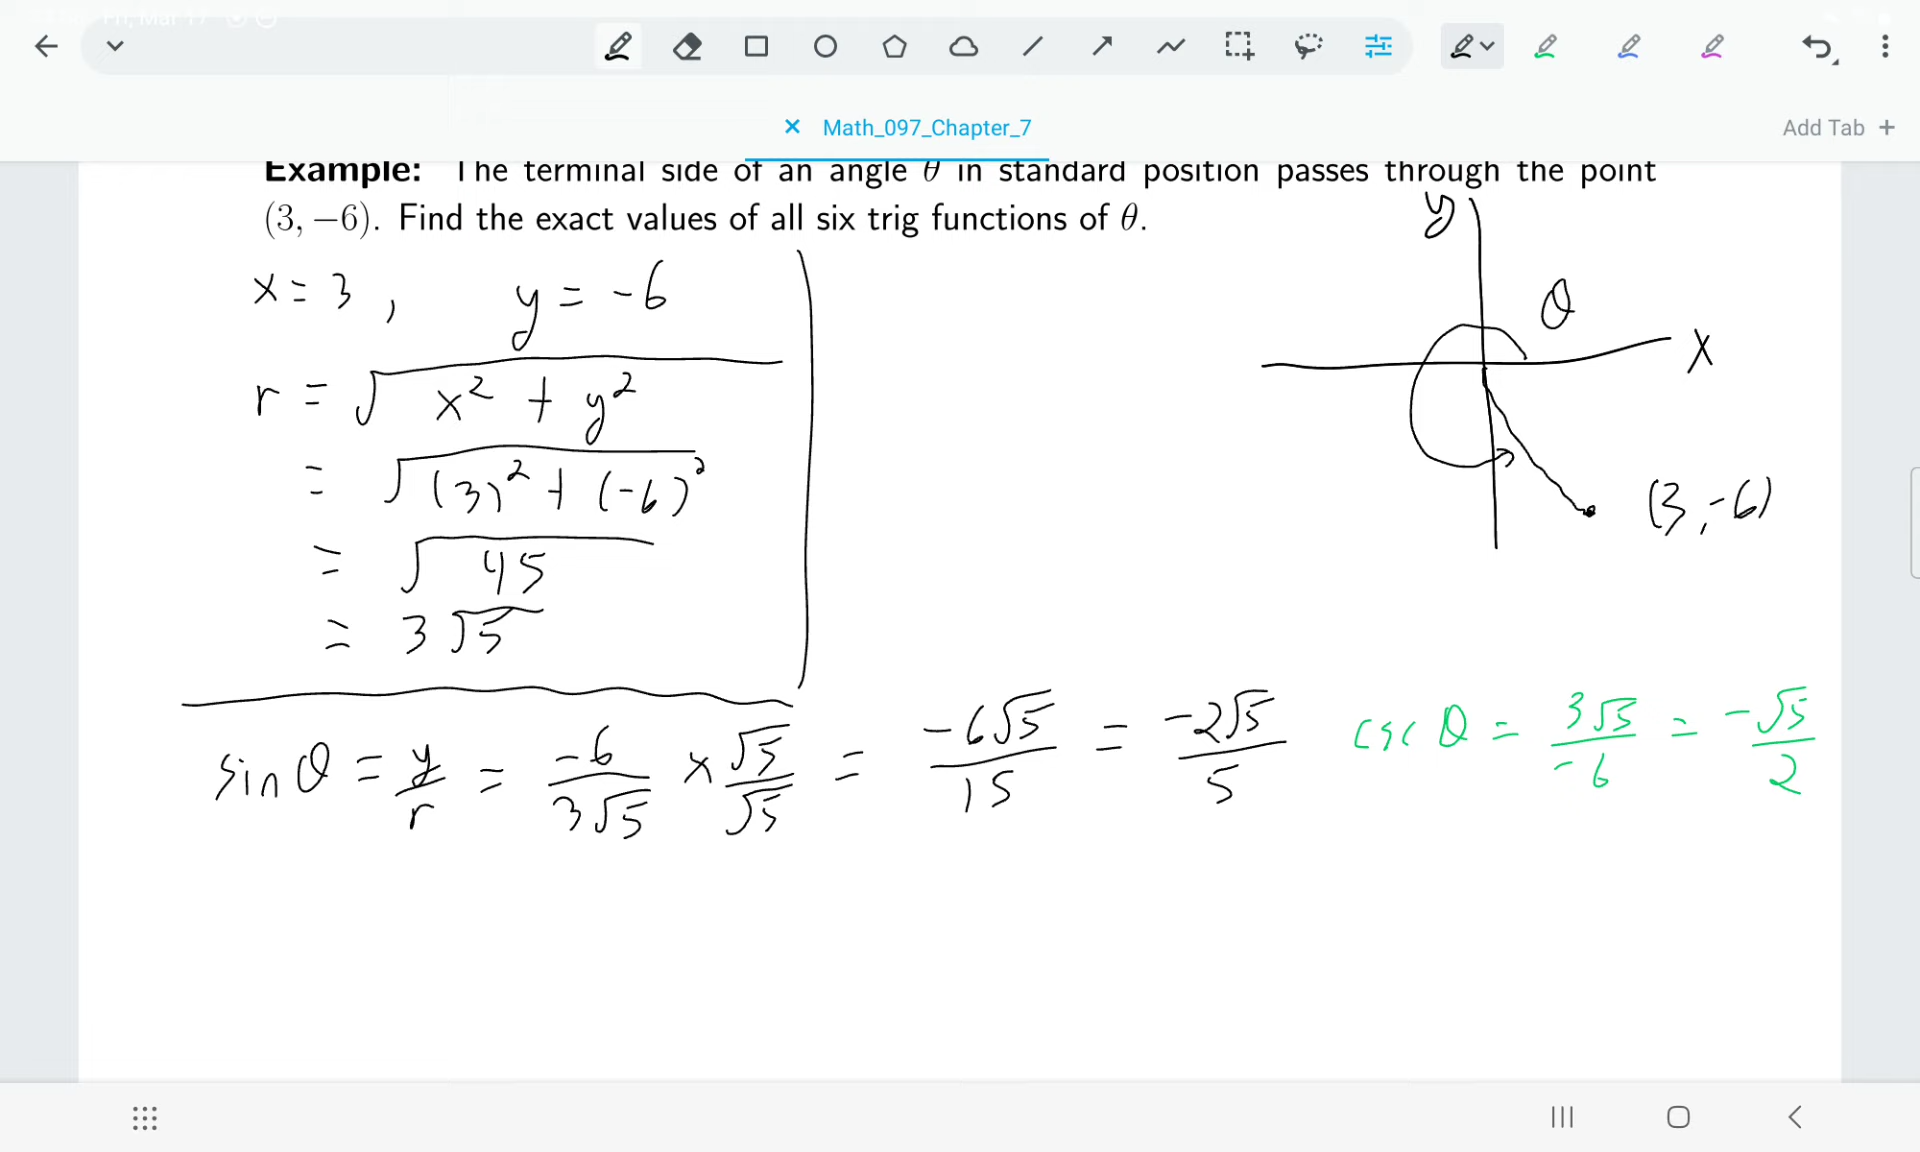 Fri, Mar 17
Math_097_Chapter_7
Add Tab +
Example: The terminal side of an angle θ in standard position passes through the point
(3, −6). Find the exact values of all six trig functions of θ.
x = 3 , y = -6
r = √(x² + y²)
= √((3)² + (-6)²)
= √45
= 3√5
y
θ
x
(3, -6)
sin θ = y/r = -6/3√5 × √5/√5 = -6√5/15 = -2√5/5
csc θ = 3√5/-6 = -√5/2